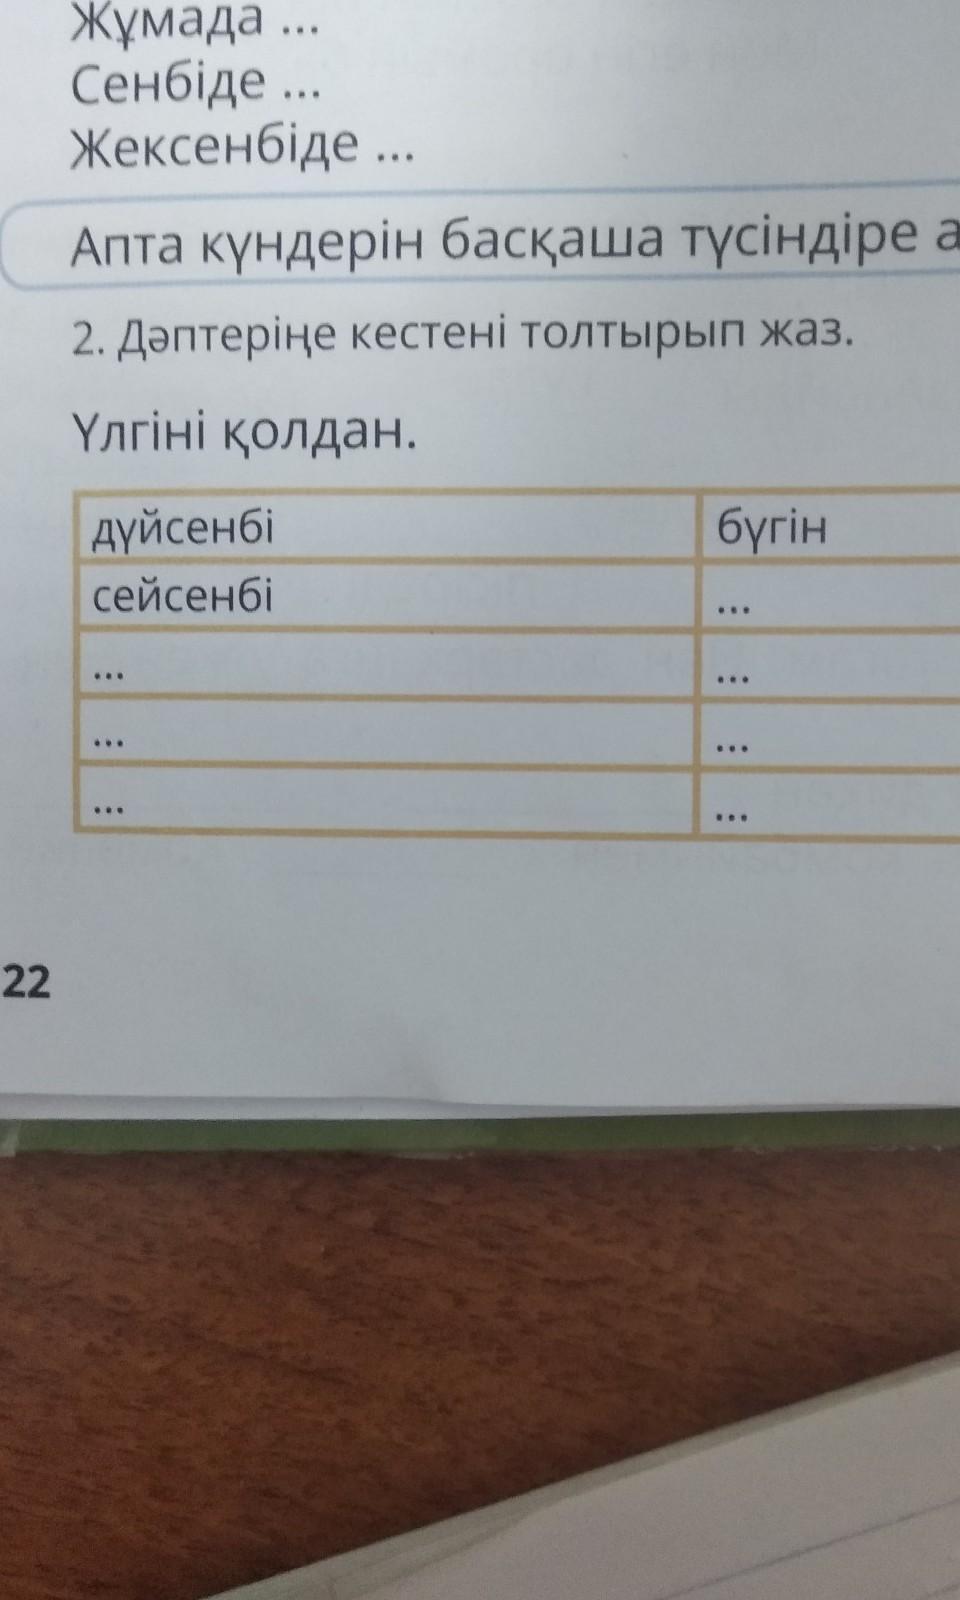 Жұмада ...
Сенбіде ...
Жексенбіде ...
Апта күндерін басқаша түсіндіре а
2. Дәптеріңе кестені толтырып жаз.
Үлгіні қолдан.
дүйсенбі бүгін
сейсенбі ...
... ...
... ...
... ...
22